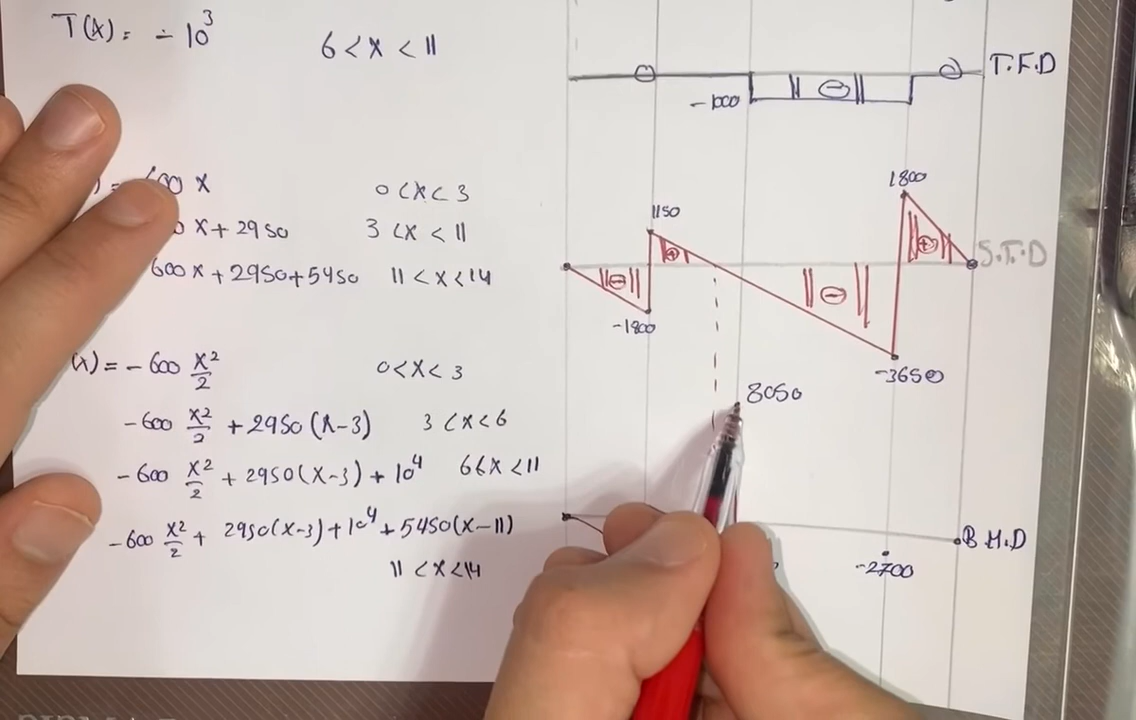 T(x) = - 10³ 6 < x < 11
x 0 < x < 3
x + 2950 3 < x < 11
600x + 2950 + 5450 11 < x < 14
(x) = - 600 x²/2 0 < x < 3
- 600 x²/2 + 2950 (x-3) 3 < x < 6
- 600 x²/2 + 2950 (x-3) + 10⁴ 6 < x < 11
- 600 x²/2 + 2950 (x-3) + 10⁴ + 5450 (x-11)
11 < x < 14
T.F.D
⊖
-1000
1800
1150
⊕
⊕
S.T.D
⊖
⊖
-1800
-3650
8050
B.M.D
-2700